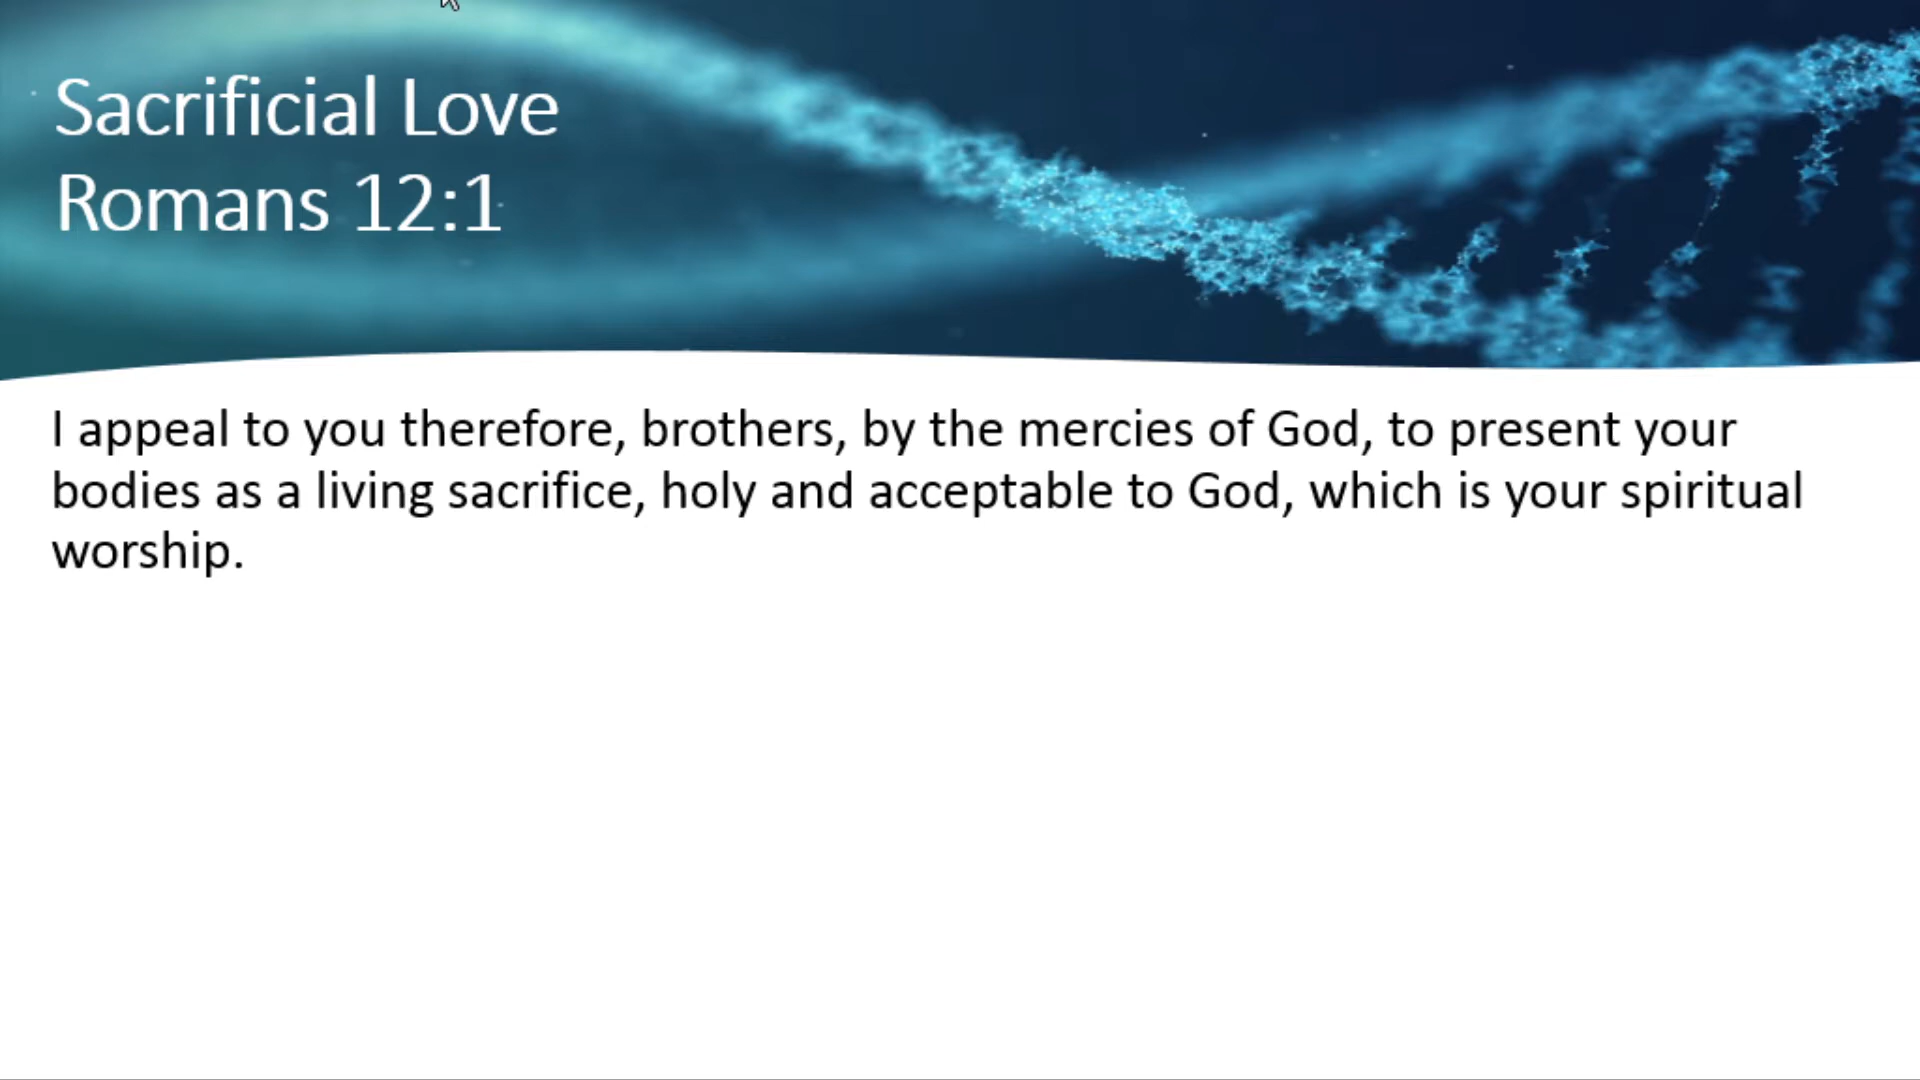 Sacrificial Love
Romans 12:1
I appeal to you therefore, brothers, by the mercies of God, to present your
bodies as a living sacrifice, holy and acceptable to God, which is your spiritual
worship.